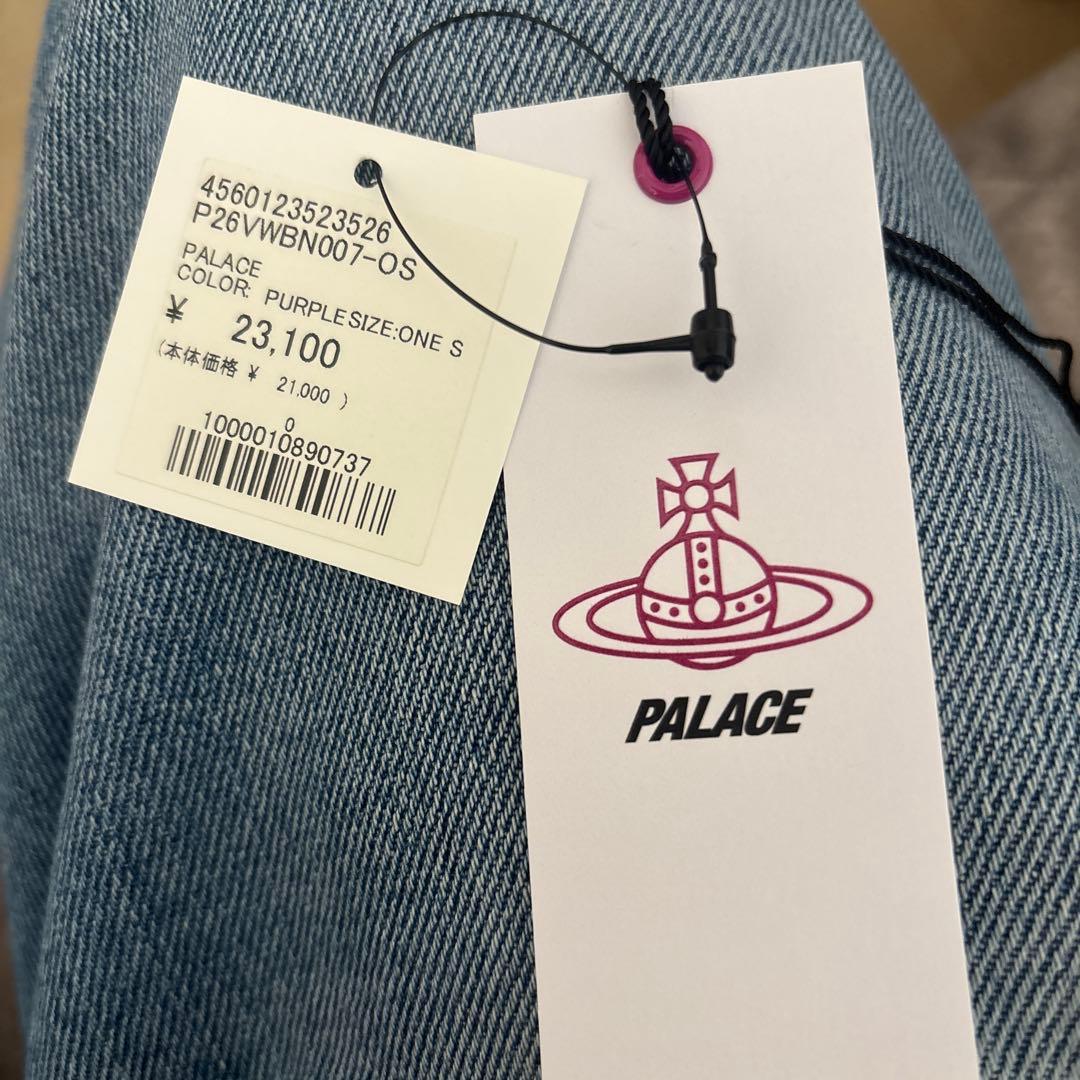 4560123523526
P26VWBN007-OS
PALACE
COLOR: PURPLE SIZE:ONE S
¥ 23,100
(本体価格 ¥ 21,000 )
0
1000010890737
PALACE